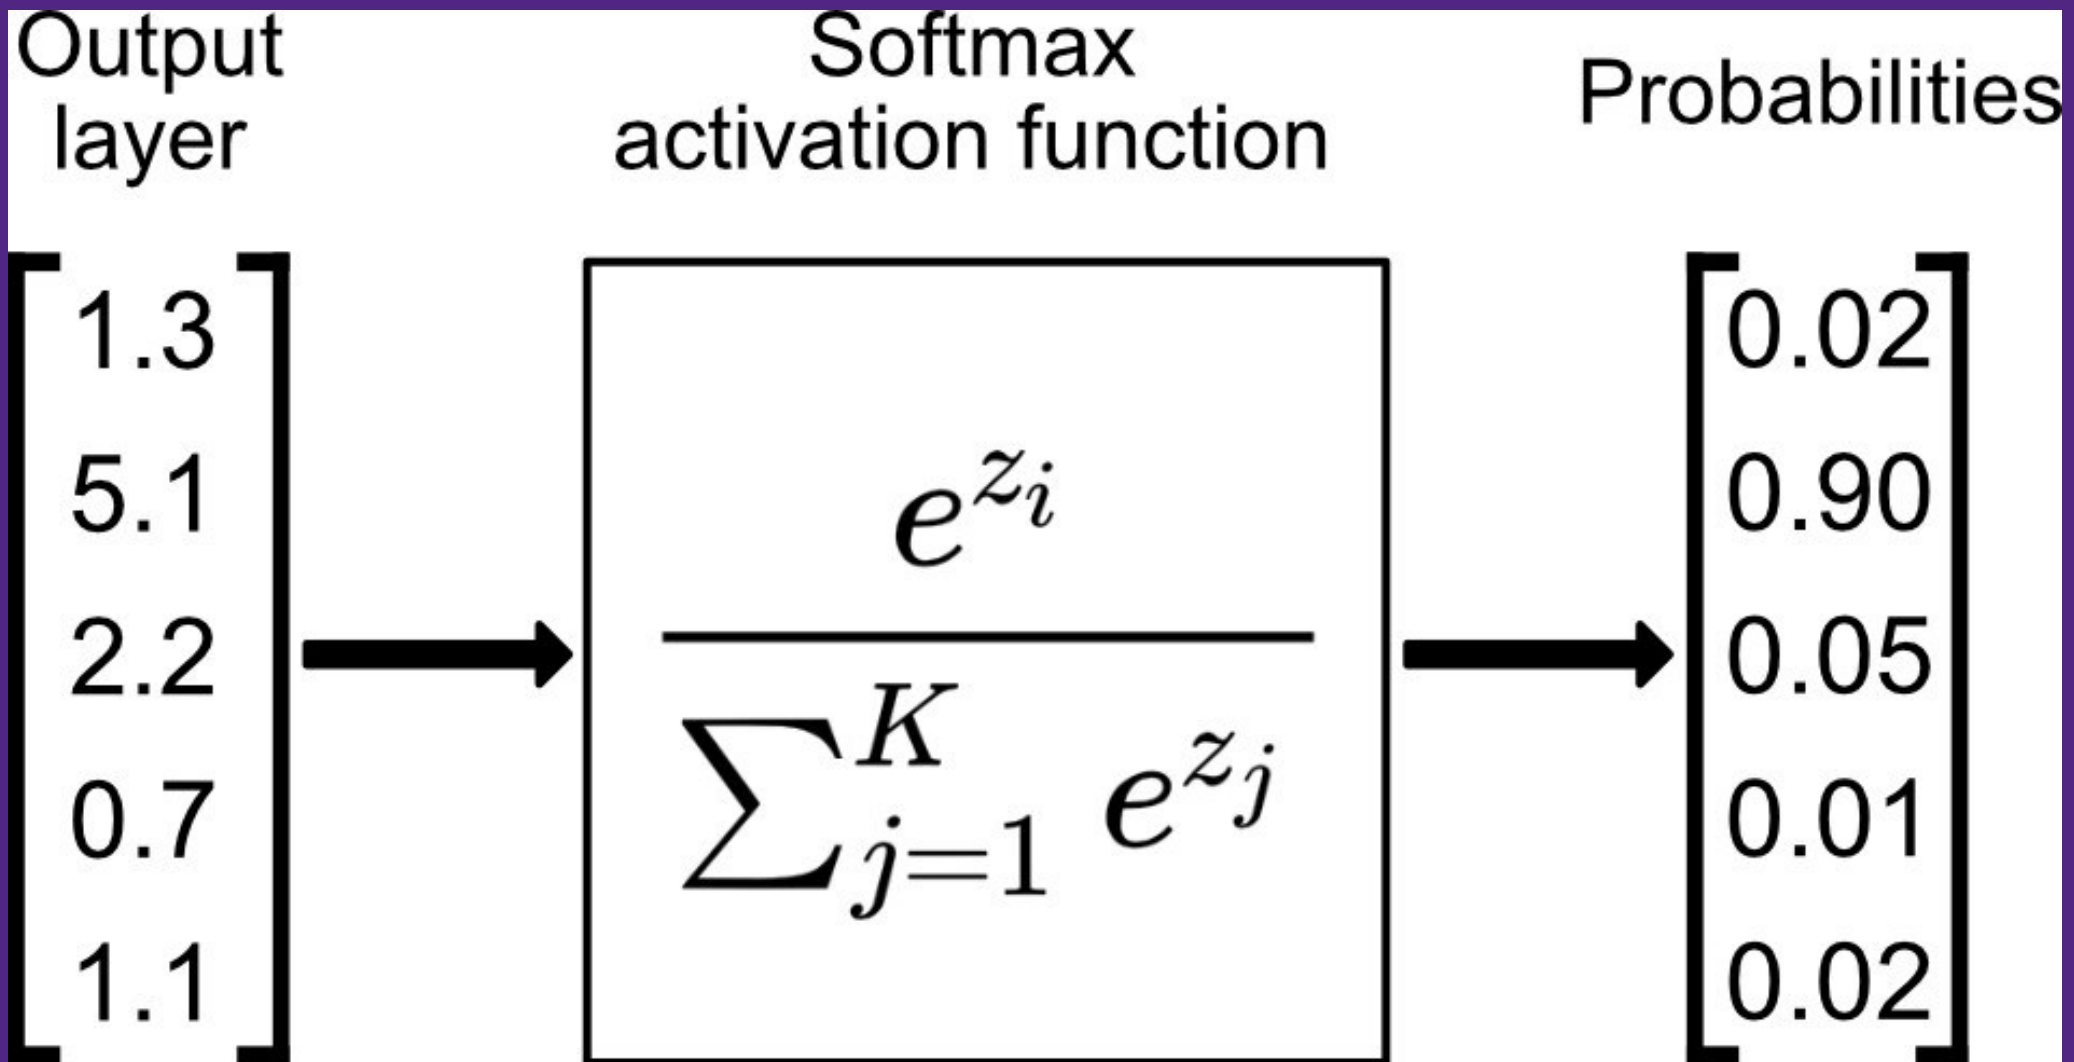 Output
layer
Softmax
activation function
Probabilities
1.3
5.1
2.2
0.7
1.1
e^{z_i}
∑_{j=1}^{K} e^{z_j}
0.02
0.90
0.05
0.01
0.02